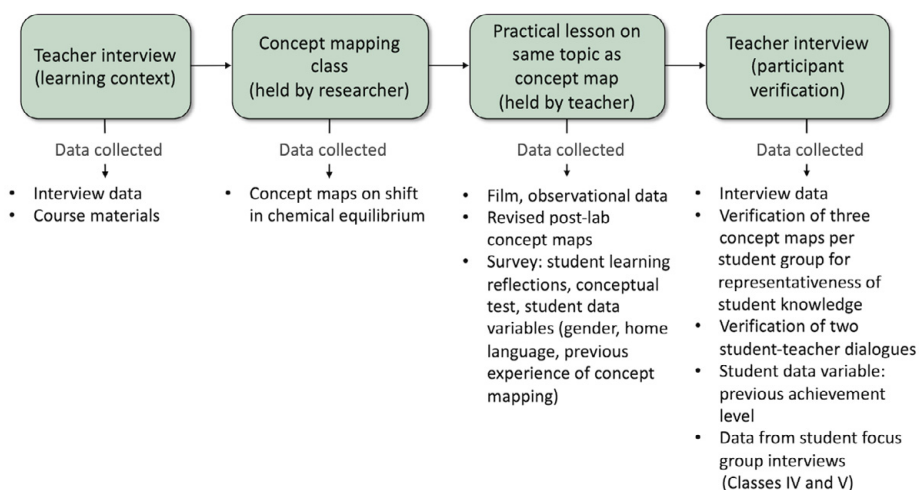 Teacher interview
(learning context)
Concept mapping
class
(held by researcher)
Practical lesson on
same topic as
concept map
(held by teacher)
Teacher interview
(participant
verification)
Data collected
• Interview data
• Course materials
Data collected
• Concept maps on shift
in chemical equilibrium
Data collected
• Film, observational data
• Revised post-lab
concept maps
• Survey: student learning
reflections, conceptual
test, student data
variables (gender, home
language, previous
experience of concept
mapping)
Data collected
• Interview data
• Verification of three
concept maps per
student group for
representativeness of
student knowledge
• Verification of two
student-teacher dialogues
• Student data variable:
previous achievement
level
• Data from student focus
group interviews
(Classes IV and V)